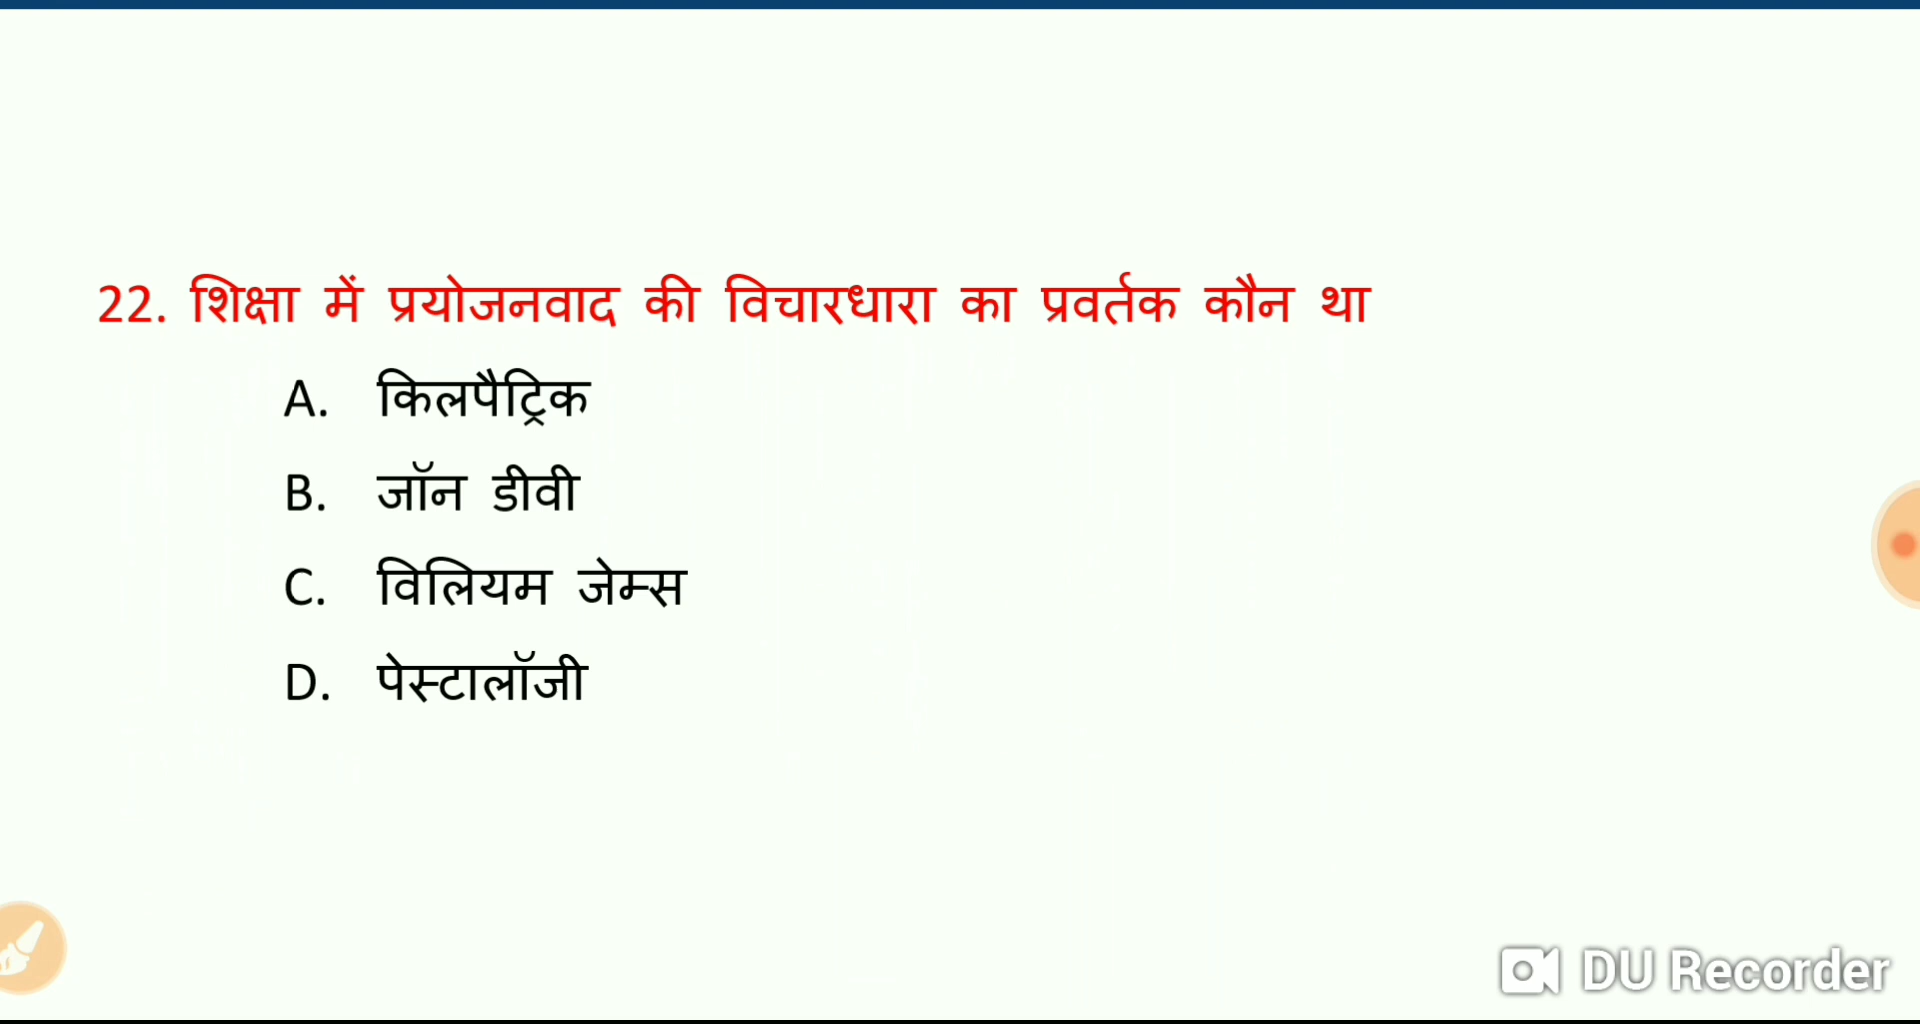 22. शिक्षा में प्रयोजनवाद की विचारधारा का प्रवर्तक कौन था
A. किलपैट्रिक
B. जॉन डीवी
C. विलियम जेम्स
D. पेस्टालॉजी
DU Recorder